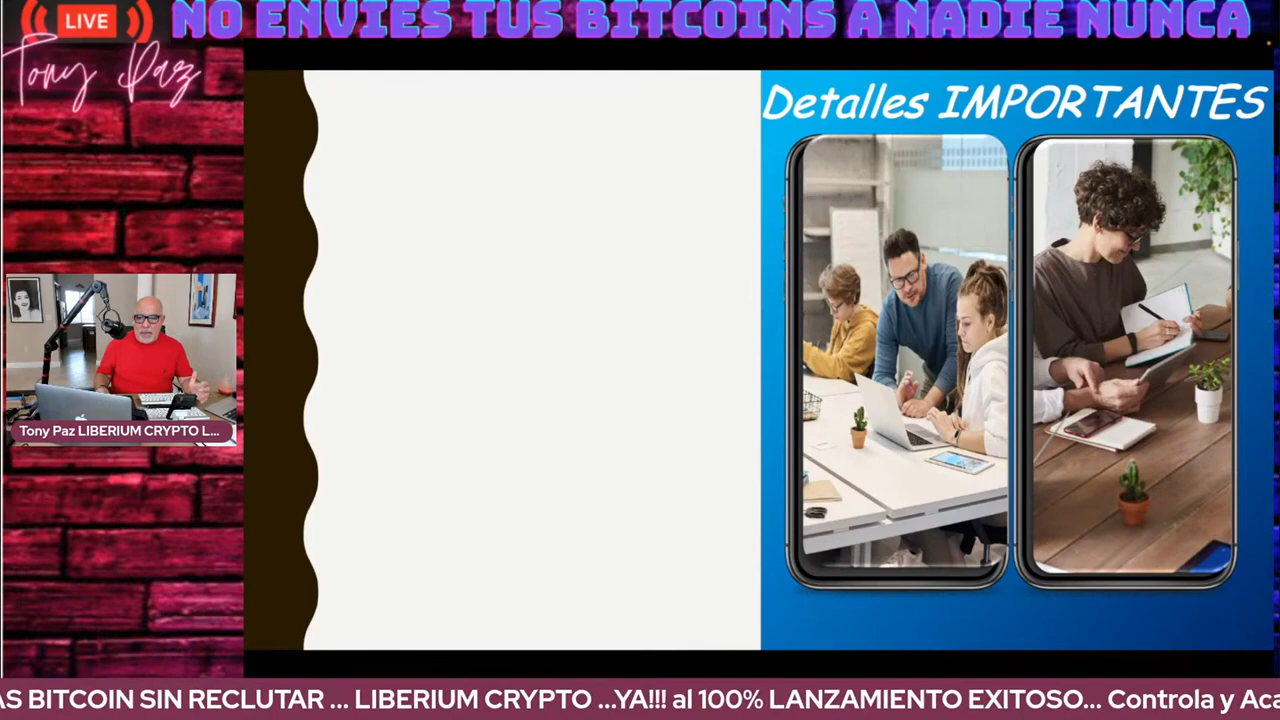 LIVE
NO ENVIES TUS BITCOINS A NADIE NUNCA
Tony Paz
Detalles IMPORTANTES
Tony Paz LIBERIUM CRYPTO L...
AS BITCOIN SIN RECLUTAR ... LIBERIUM CRYPTO ...YA!!! al 100% LANZAMIENTO EXITOSO... Controla y Aca